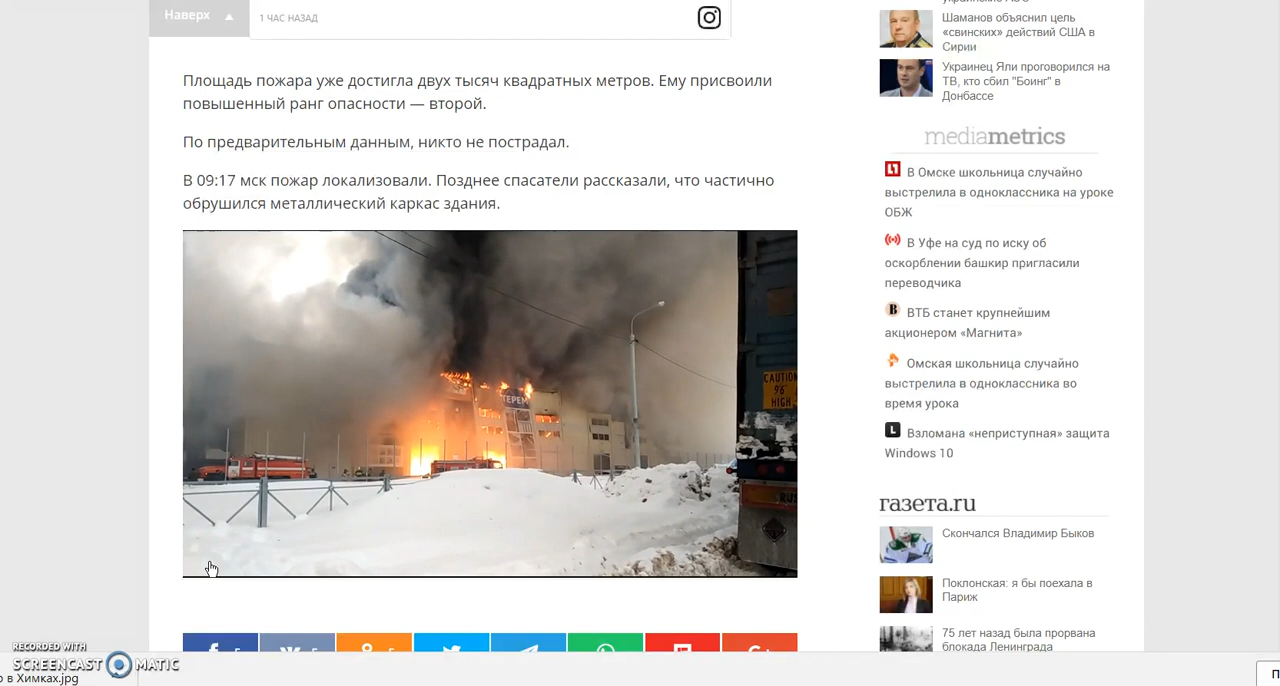 Наверх ▲
1 ЧАС НАЗАД
Площадь пожара уже достигла двух тысяч квадратных метров. Ему присвоили
повышенный ранг опасности — второй.
По предварительным данным, никто не пострадал.
В 09:17 мск пожар локализовали. Позднее спасатели рассказали, что частично
обрушился металлический каркас здания.
ТЕРЕМ
CAUTION
96"
HIGH
RUS
Шаманов объяснил цель
«свинских» действий США в
Сирии
Украинец Яли проговорился на
ТВ, кто сбил "Боинг" в
Донбассе
mediametrics
В Омске школьница случайно
выстрелила в одноклассника на уроке
ОБЖ
В Уфе на суд по иску об
оскорблении башкир пригласили
переводчика
ВТБ станет крупнейшим
акционером «Магнита»
Омская школьница случайно
выстрелила в одноклассника во
время урока
Взломана «неприступная» защита
Windows 10
газета.ru
Скончался Владимир Быков
Поклонская: я бы поехала в
Париж
75 лет назад была прорвана
блокада Ленинграда
RECORDED WITH
SCREENCAST MATIC
в Химках.jpg